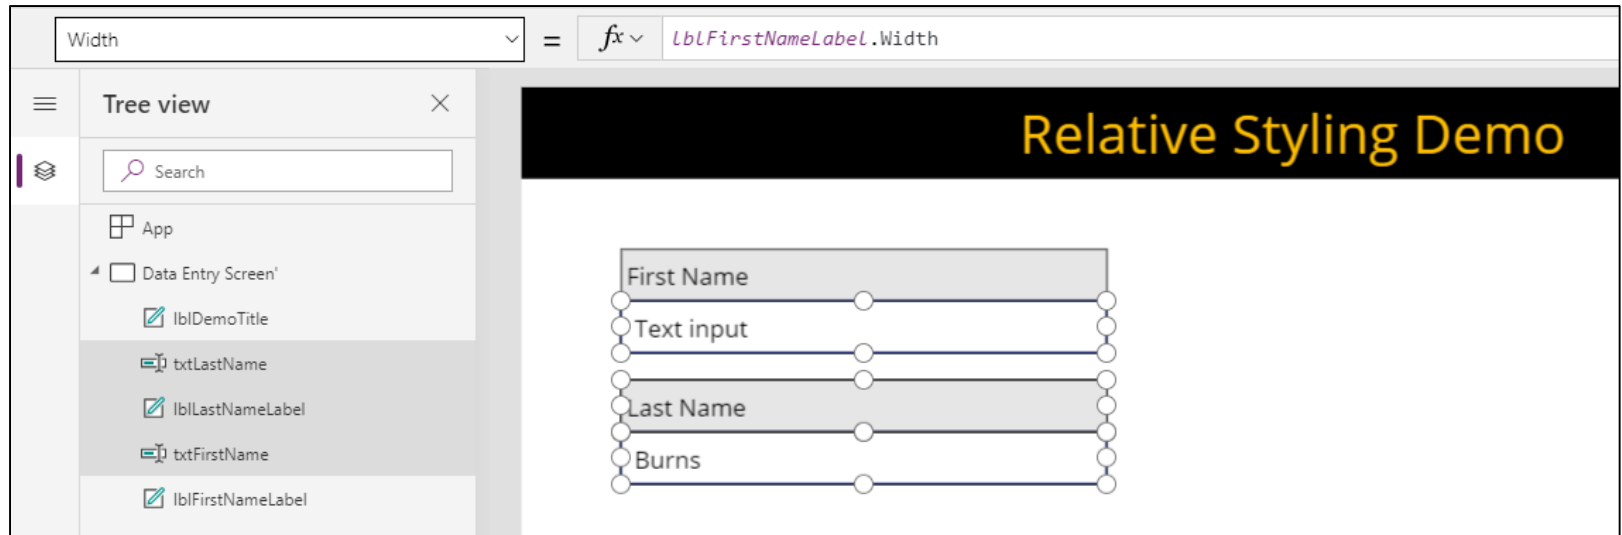 Width = fx lblFirstNameLabel.Width
Tree view
Search
App
Data Entry Screen'
lblDemoTitle
txtLastName
lblLastNameLabel
txtFirstName
lblFirstNameLabel
Relative Styling Demo
First Name
Text input
Last Name
Burns